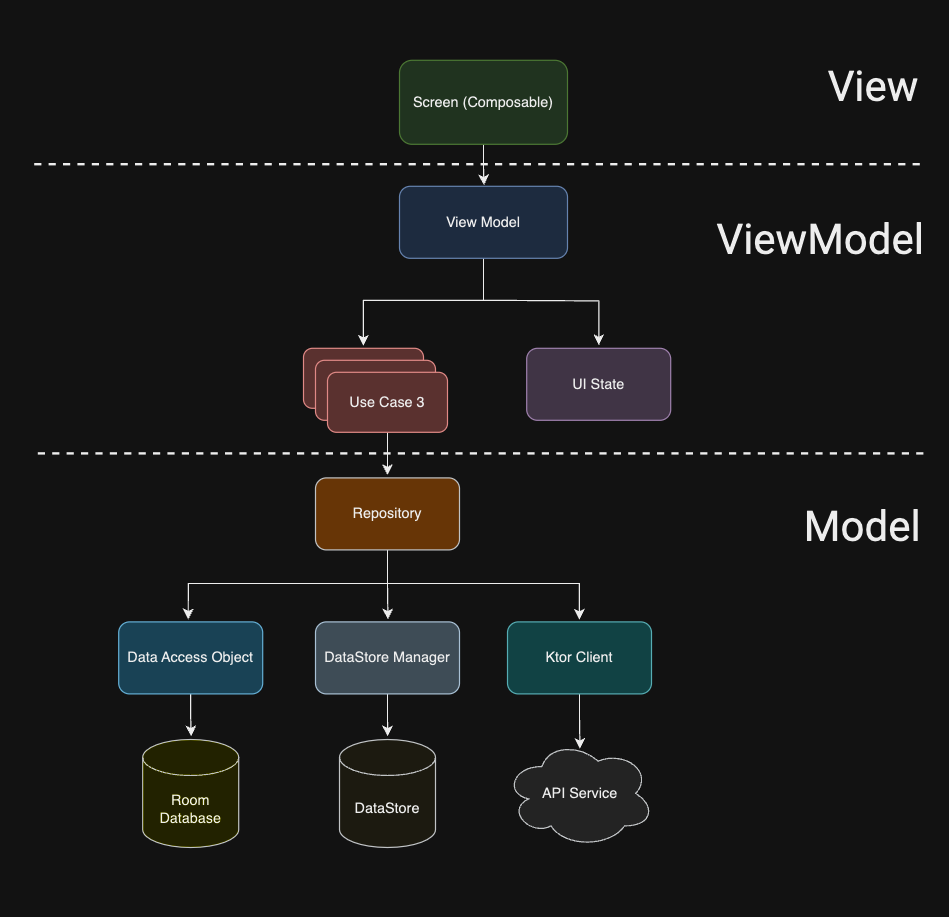 View
Screen (Composable)
View Model
ViewModel
Use Case 3
UI State
Repository
Model
Data Access Object
DataStore Manager
Ktor Client
Room
Database
DataStore
API Service